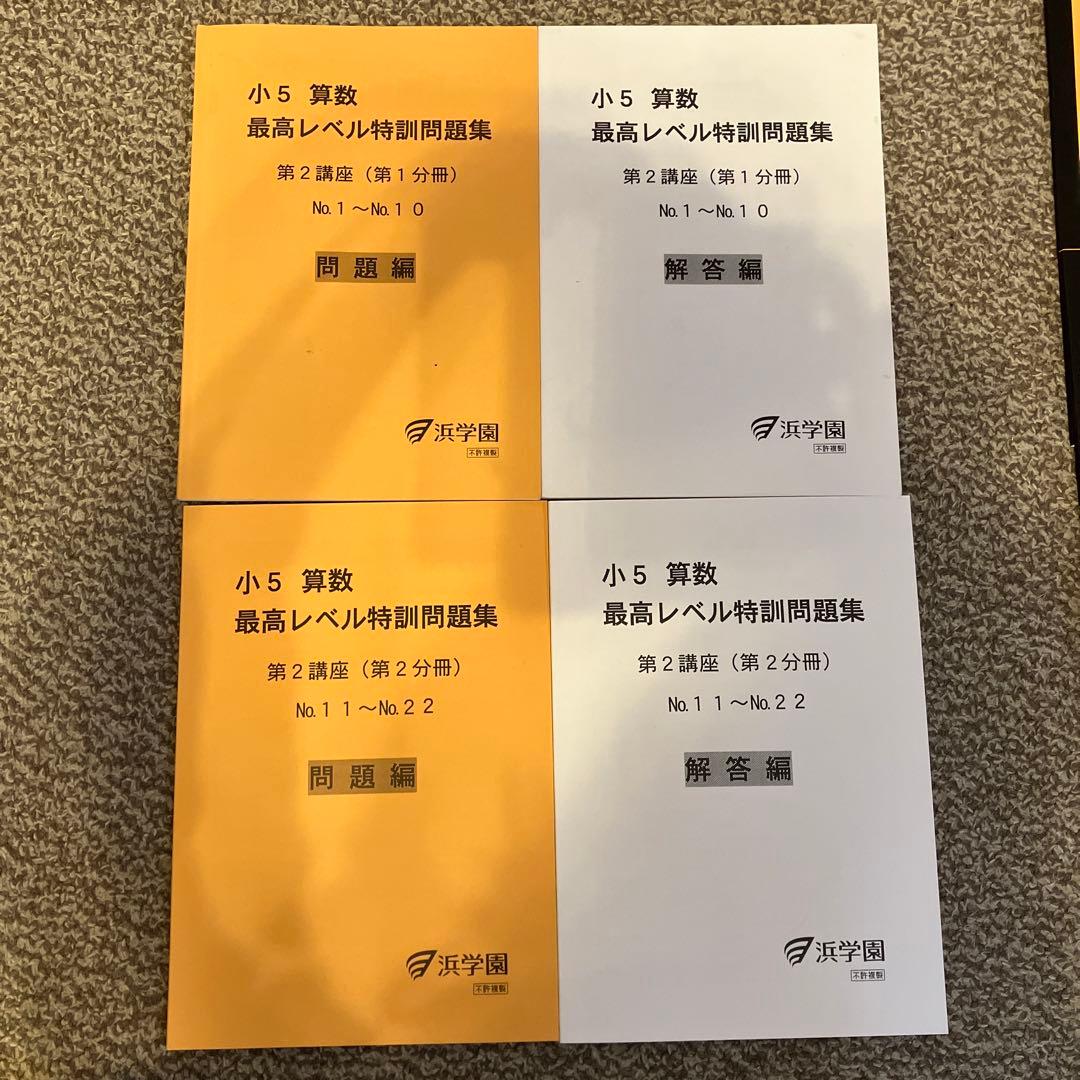 小5 算数
最高レベル特訓問題集
第2講座（第1分冊）
No.1～No.10
問題編
浜学園
不許複製
小5 算数
最高レベル特訓問題集
第2講座（第1分冊）
No.1～No.10
解答編
浜学園
不許複製
小5 算数
最高レベル特訓問題集
第2講座（第2分冊）
No.11～No.22
問題編
浜学園
不許複製
小5 算数
最高レベル特訓問題集
第2講座（第2分冊）
No.11～No.22
解答編
浜学園
不許複製